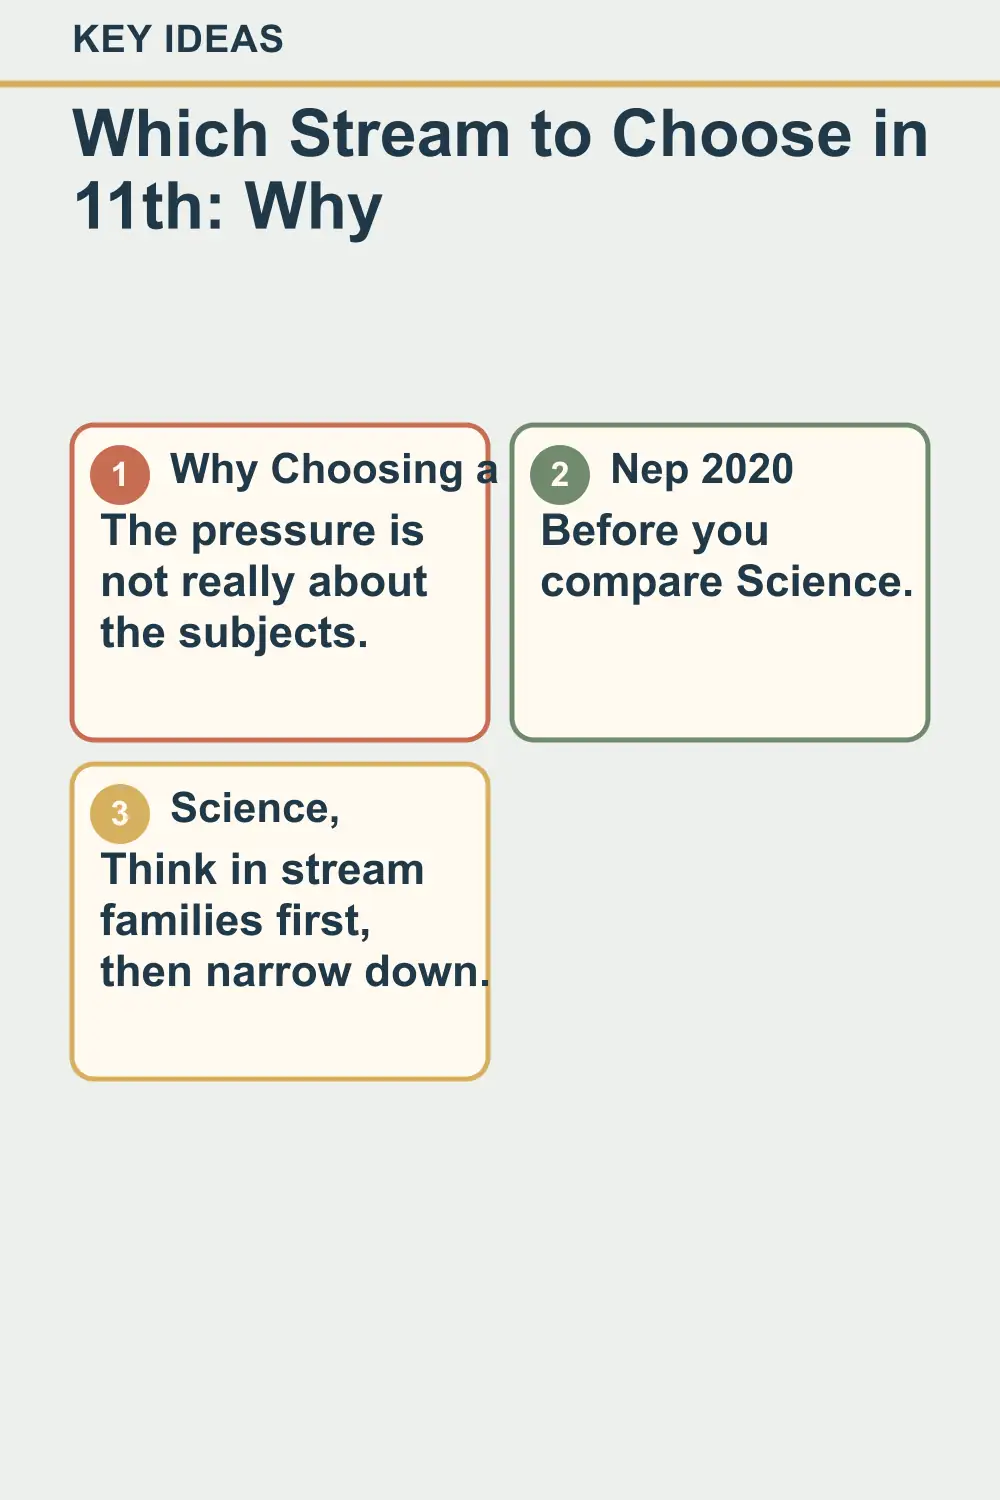 KEY IDEAS
Which Stream to Choose in
11th: Why
1 Why Choosing a
The pressure is
not really about
the subjects.
2 Nep 2020
Before you
compare Science.
3 Science,
Think in stream
families first,
then narrow down.